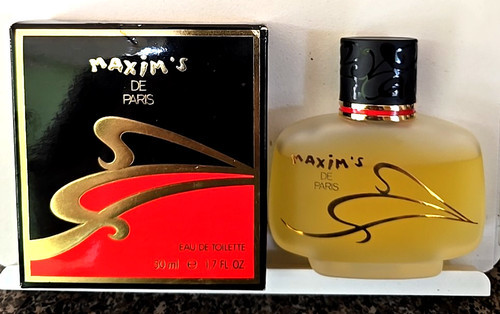 MAXiM'S
DE
PARIS
EAU DE TOILETTE
50 ml ℮ 1.7 FL OZ
MAXiM'S
DE
PARIS